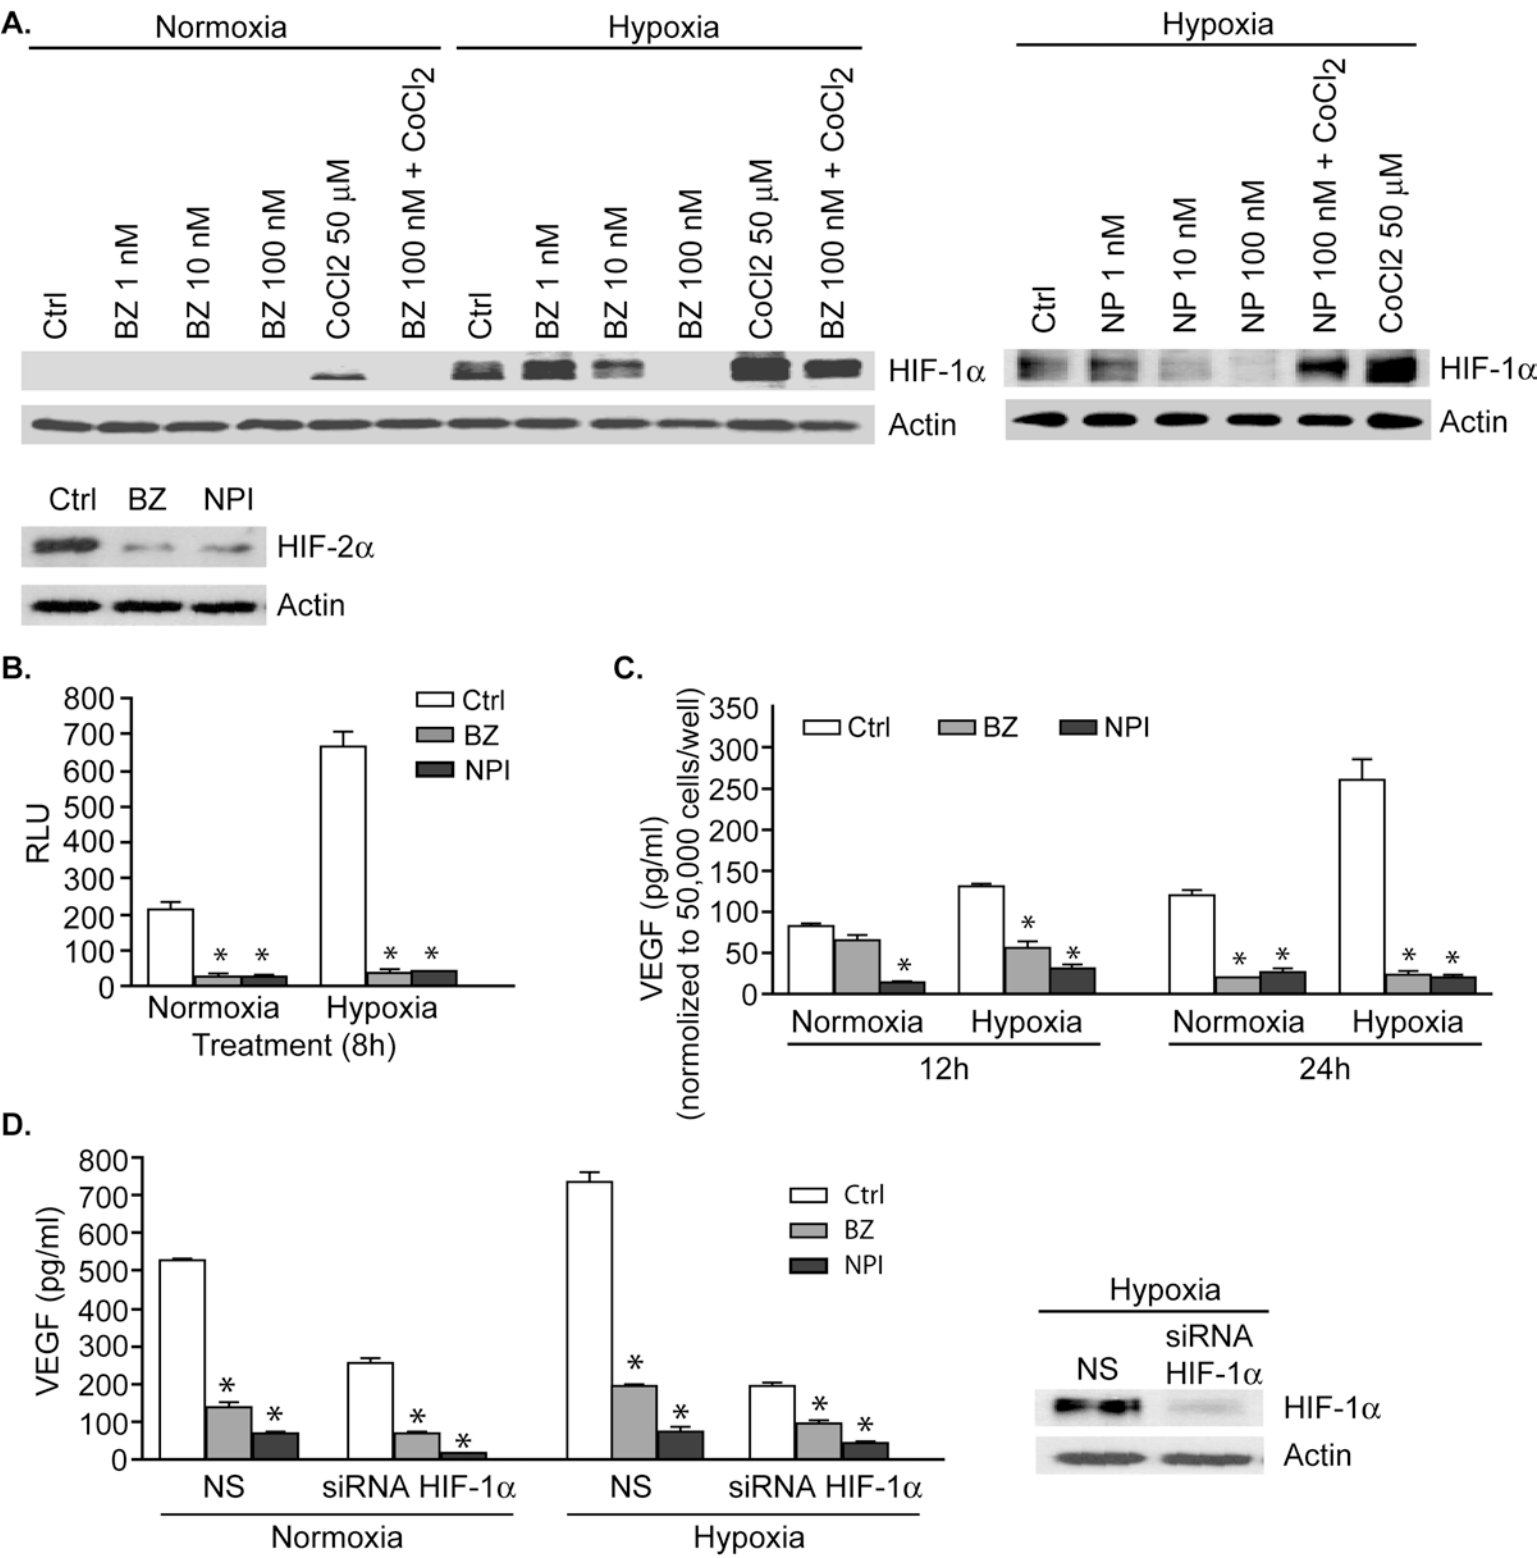 A.
Normoxia
Hypoxia
Hypoxia
Ctrl
BZ 1 nM
BZ 10 nM
BZ 100 nM
CoCl2 50 μM
BZ 100 nM + CoCl2
Ctrl
BZ 1 nM
BZ 10 nM
BZ 100 nM
CoCl2 50 μM
BZ 100 nM + CoCl2
Ctrl
NP 1 nM
NP 10 nM
NP 100 nM
NP 100 nM + CoCl2
CoCl2 50 μM
HIF-1α
HIF-1α
Actin
Actin
Ctrl BZ NPI
HIF-2α
Actin
B.
800
700
600
500
400
300
200
100
0
RLU
Ctrl
BZ
NPI
* * * *
Normoxia Hypoxia
Treatment (8h)
C.
VEGF (pg/ml)
(normolized to 50,000 cells/well)
350
300
250
200
150
100
50
0
Ctrl BZ NPI
* * * * * * *
Normoxia Hypoxia Normoxia Hypoxia
12h 24h
D.
VEGF (pg/ml)
800
700
600
500
400
300
200
100
0
Ctrl
BZ
NPI
* * * * * * * *
NS siRNA HIF-1α NS siRNA HIF-1α
Normoxia Hypoxia
Hypoxia
NS
siRNA
HIF-1α
HIF-1α
Actin